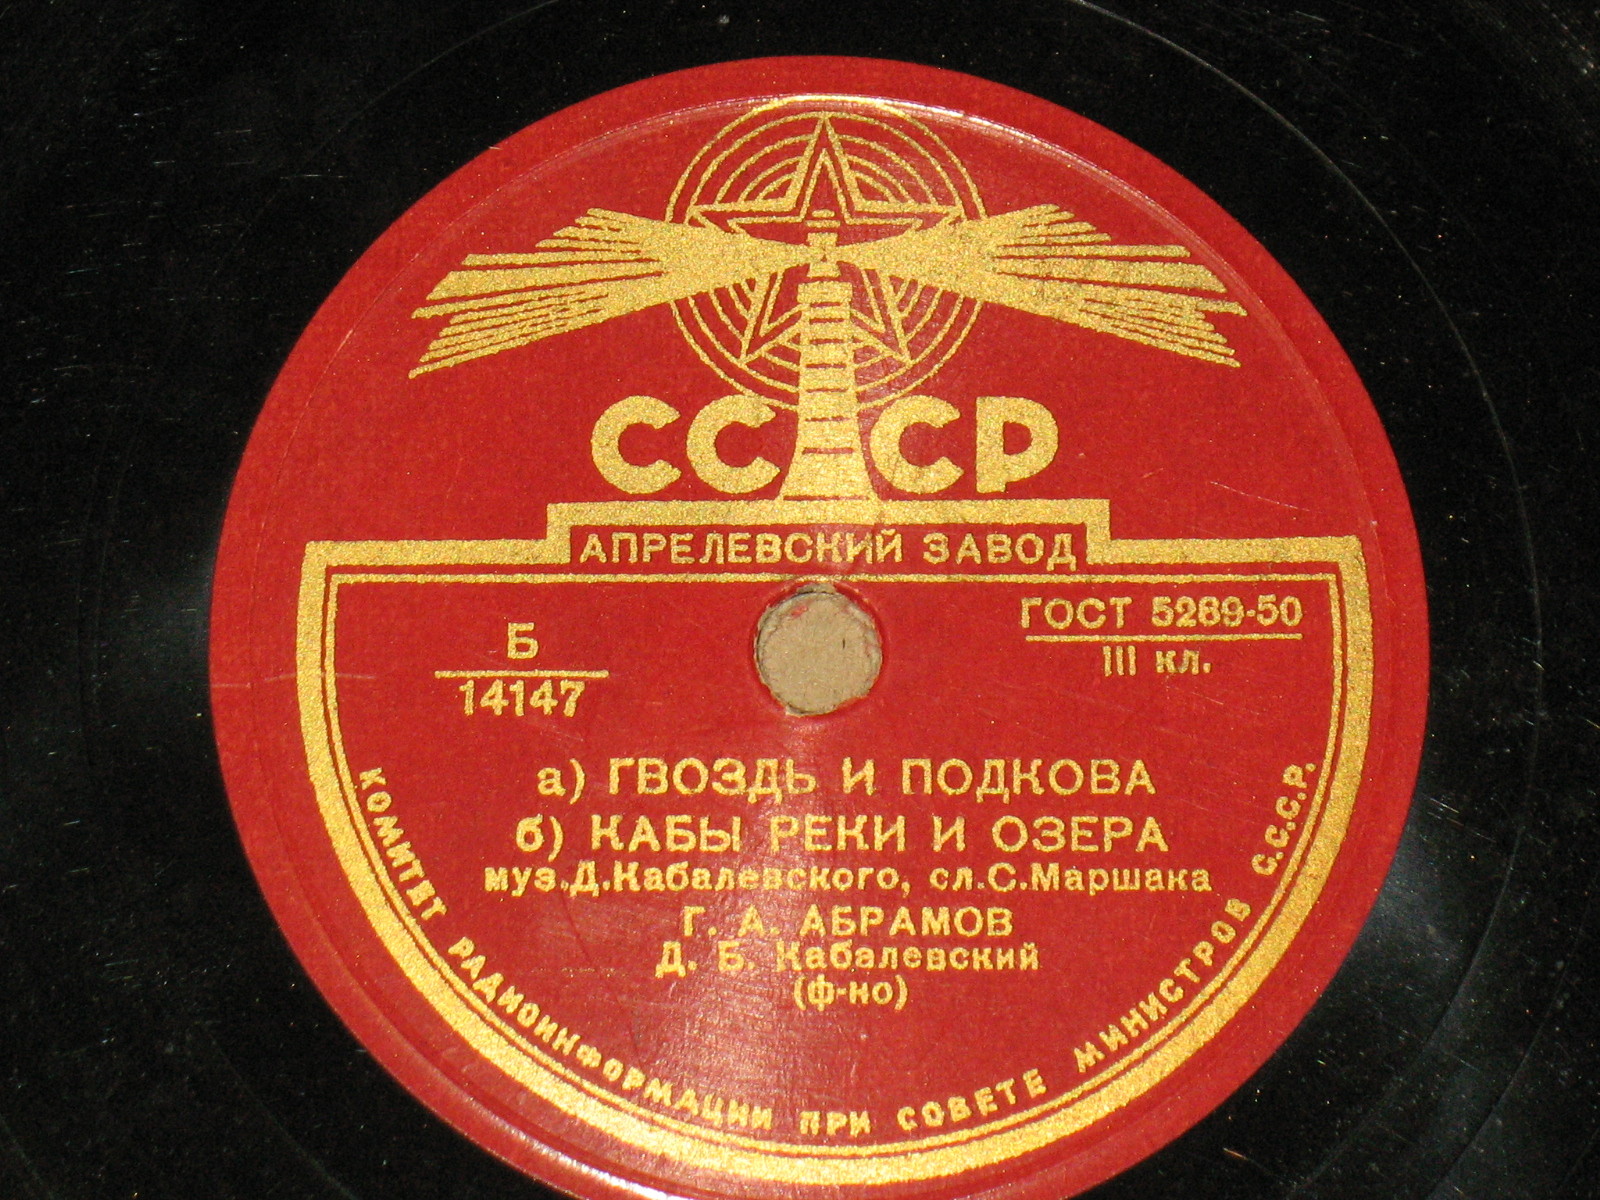 СССР
АПРЕЛЕВСКИЙ ЗАВОД
Б
14147
ГОСТ 5289-50
III кл.
а) ГВОЗДЬ И ПОДКОВА
б) КАБЫ РЕКИ И ОЗЕРА
муз.Д.Кабалевского, сл.С.Маршака
Г. А. АБРАМОВ
Д. Б. Кабалевский
(ф-но)
КОМИТЕТ РАДИОИНФОРМАЦИИ ПРИ СОВЕТЕ МИНИСТРОВ С.С.С.Р.